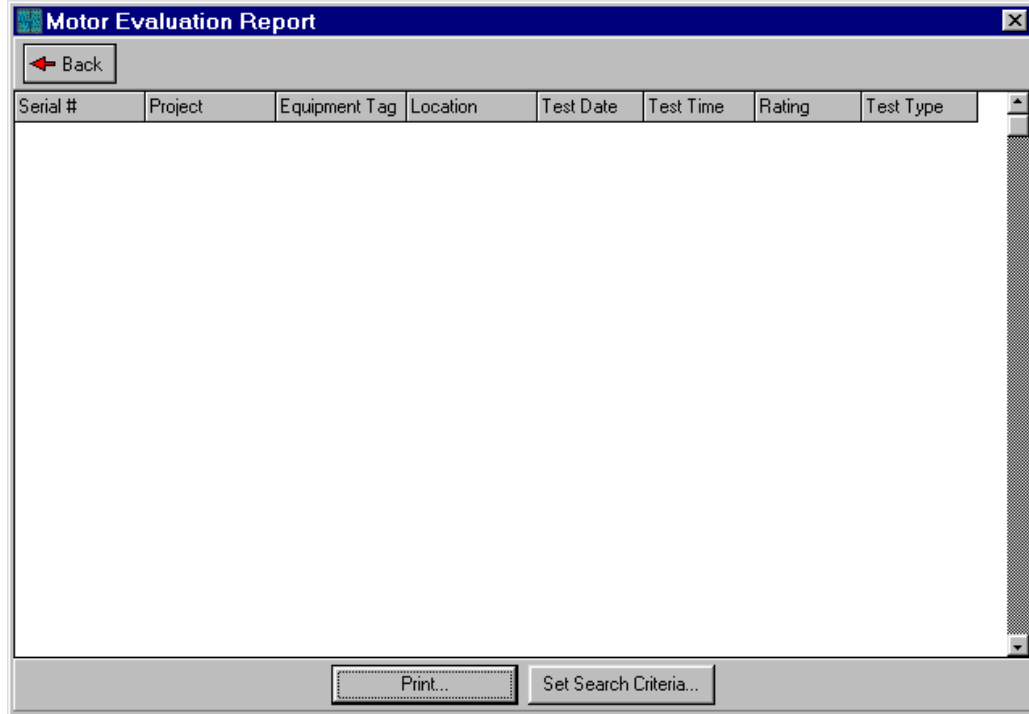 Motor Evaluation Report
Back
Serial # Project Equipment Tag Location Test Date Test Time Rating Test Type
Print... Set Search Criteria...